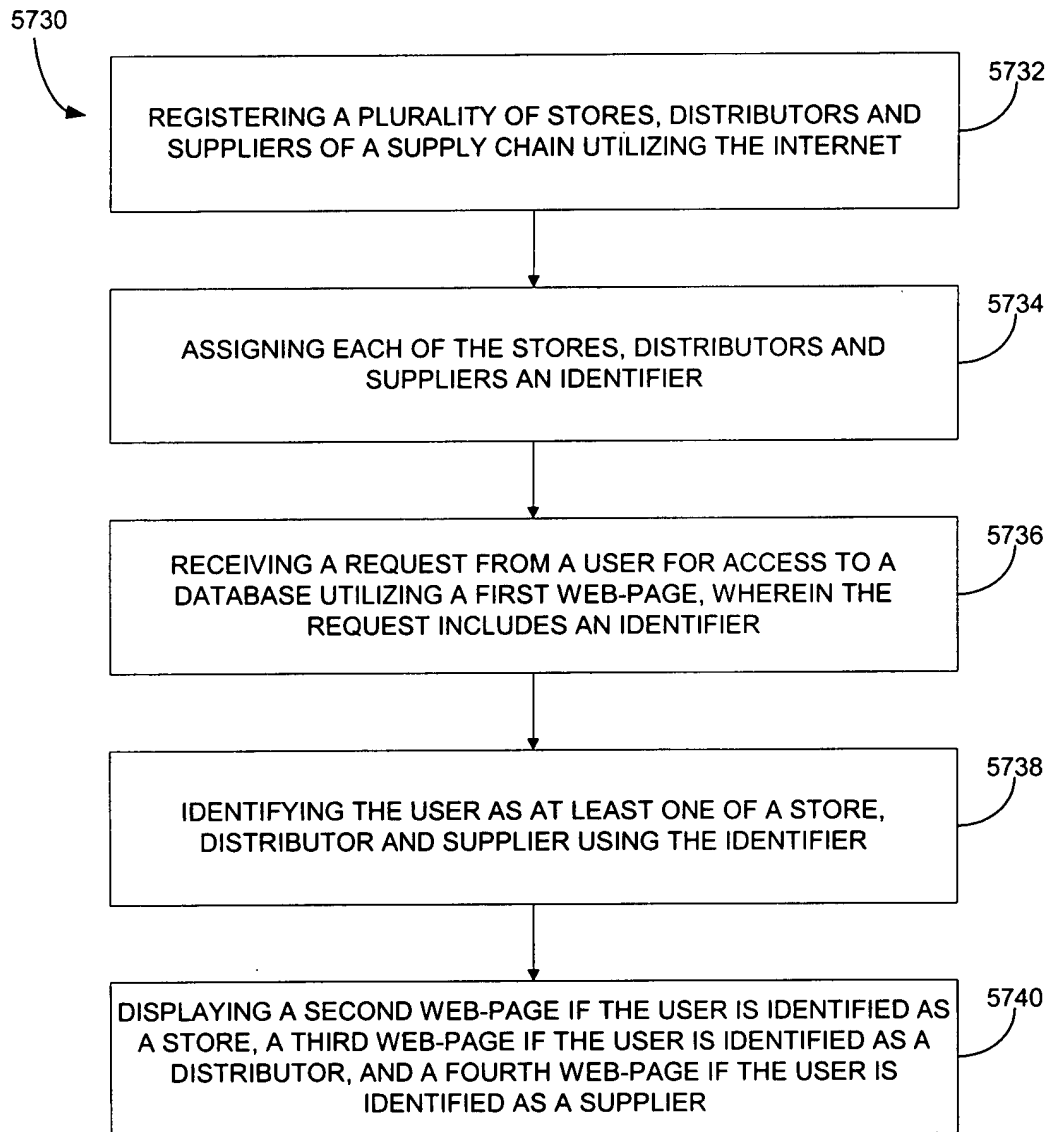 5730
5732
REGISTERING A PLURALITY OF STORES, DISTRIBUTORS AND
SUPPLIERS OF A SUPPLY CHAIN UTILIZING THE INTERNET
5734
ASSIGNING EACH OF THE STORES, DISTRIBUTORS AND
SUPPLIERS AN IDENTIFIER
5736
RECEIVING A REQUEST FROM A USER FOR ACCESS TO A
DATABASE UTILIZING A FIRST WEB-PAGE, WHEREIN THE
REQUEST INCLUDES AN IDENTIFIER
5738
IDENTIFYING THE USER AS AT LEAST ONE OF A STORE,
DISTRIBUTOR AND SUPPLIER USING THE IDENTIFIER
5740
DISPLAYING A SECOND WEB-PAGE IF THE USER IS IDENTIFIED AS
A STORE, A THIRD WEB-PAGE IF THE USER IS IDENTIFIED AS A
DISTRIBUTOR, AND A FOURTH WEB-PAGE IF THE USER IS
IDENTIFIED AS A SUPPLIER